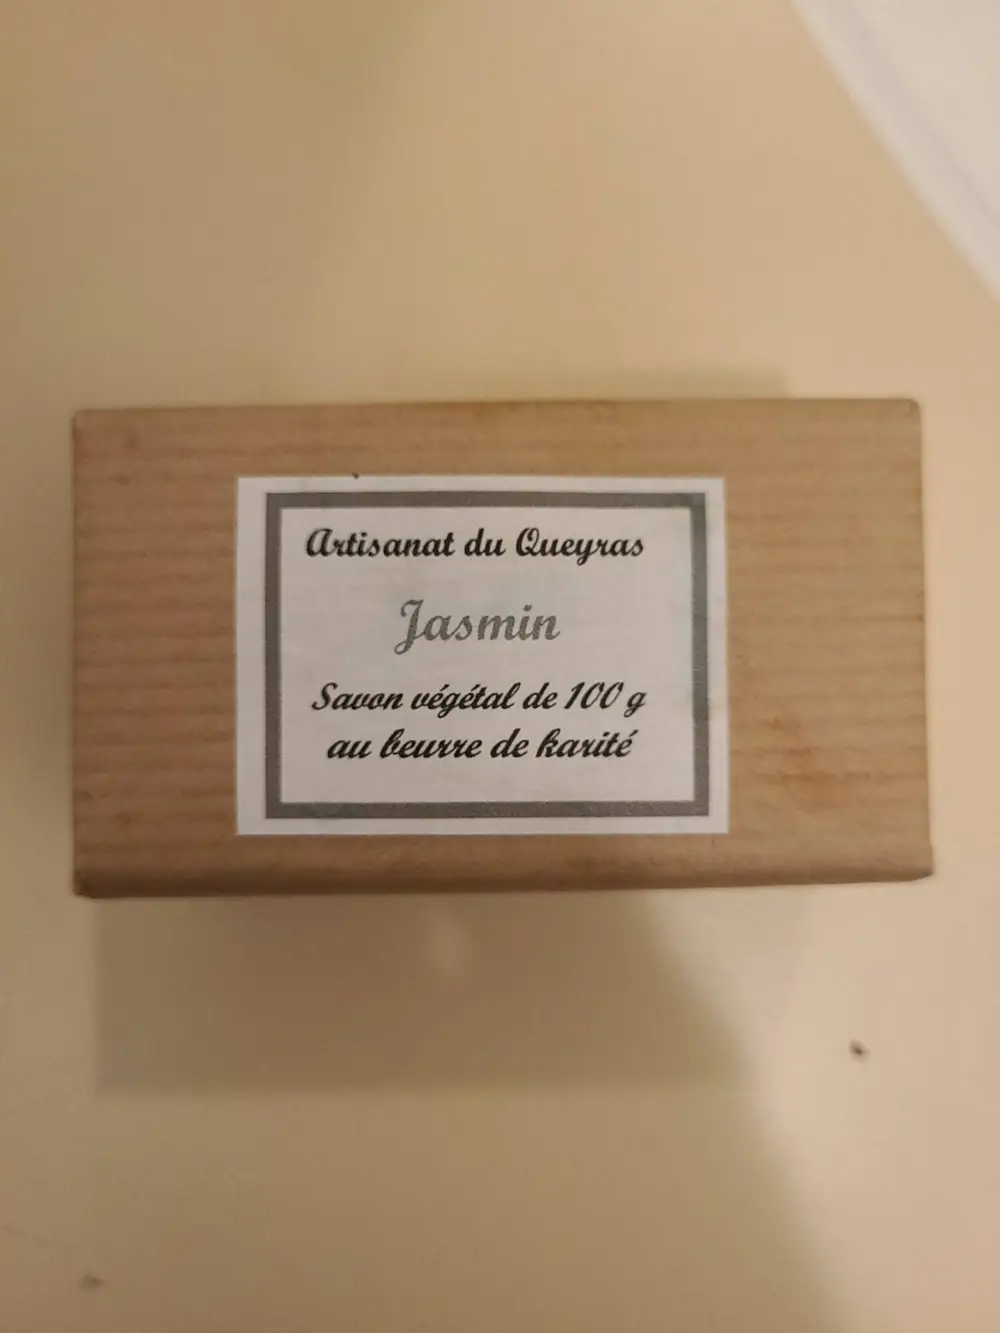 Artisanat du Queyras
Jasmin
Savon végétal de 100 g
au beurre de karité